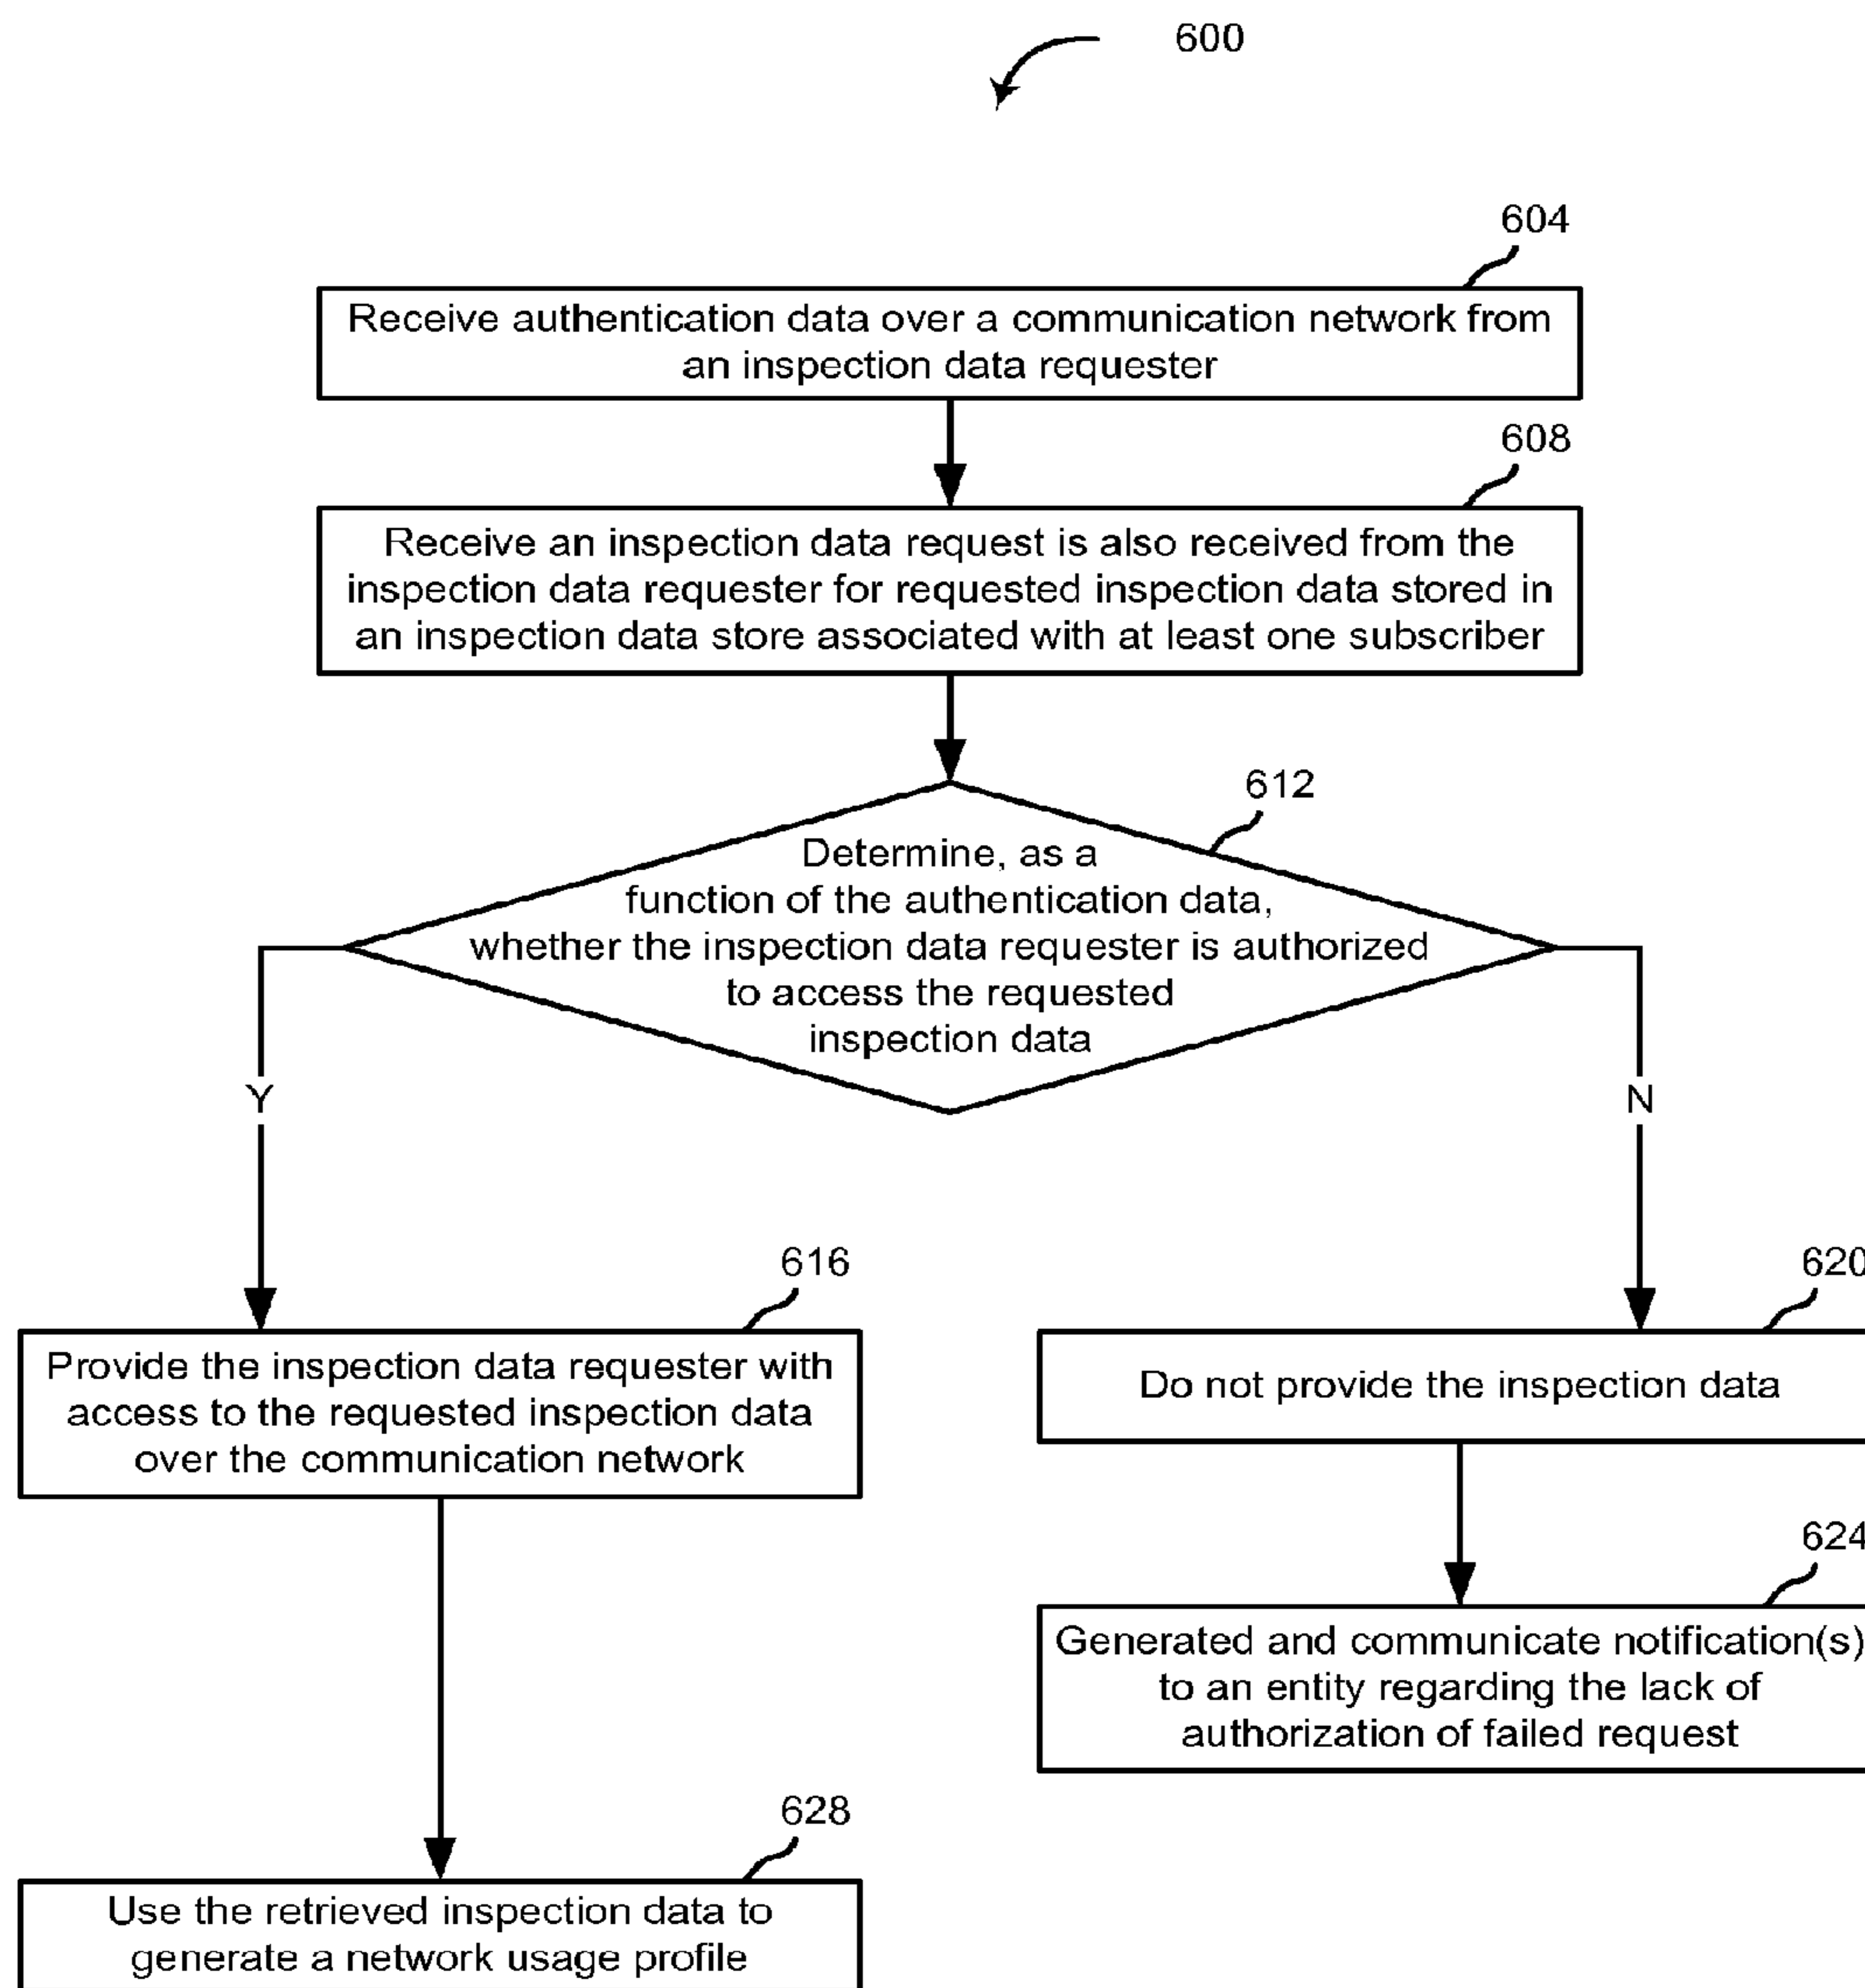 600
604
Receive authentication data over a communication network from
an inspection data requester
608
Receive an inspection data request is also received from the
inspection data requester for requested inspection data stored in
an inspection data store associated with at least one subscriber
612
Determine, as a
function of the authentication data,
whether the inspection data requester is authorized
to access the requested
inspection data
Y
N
616
Provide the inspection data requester with
access to the requested inspection data
over the communication network
620
Do not provide the inspection data
624
Generated and communicate notification(s)
to an entity regarding the lack of
authorization of failed request
628
Use the retrieved inspection data to
generate a network usage profile